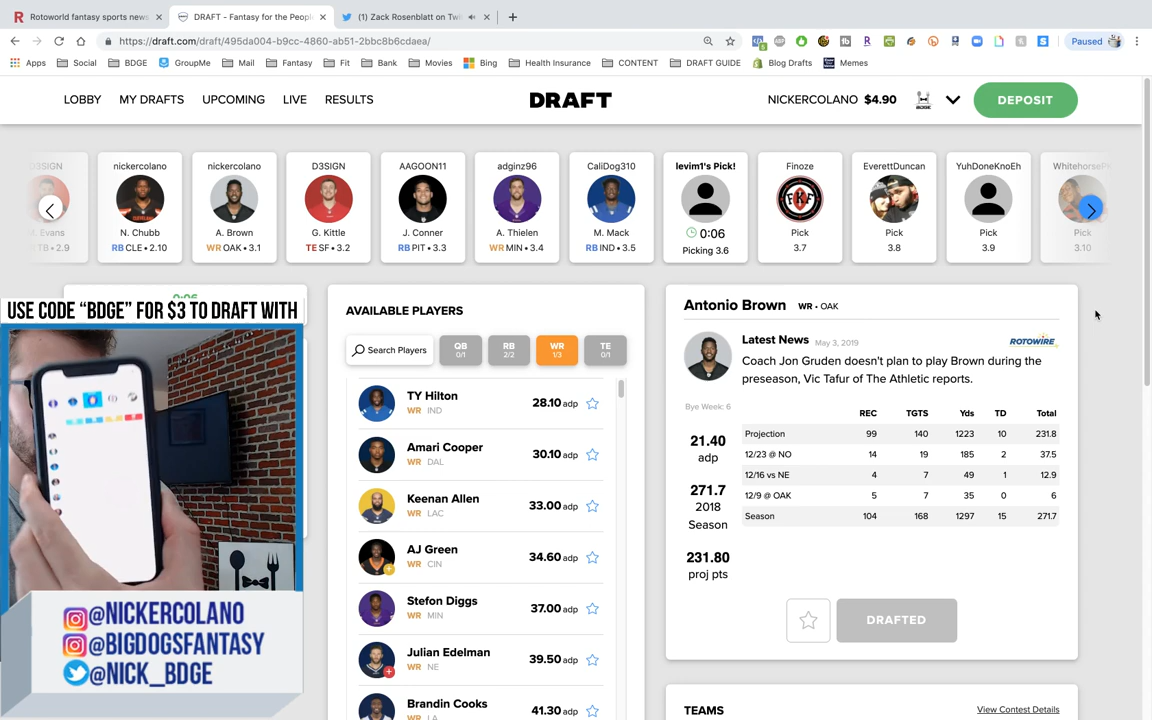 Rotoworld fantasy sports news
DRAFT - Fantasy for the Peopl
(1) Zack Rosenblatt on Twi
https://draft.com/draft/495da004-b9cc-4860-ab51-2bbc8b6cdaea/
Paused
Apps Social BDGE GroupMe Mail Fantasy Fit Bank Movies Bing Health Insurance CONTENT DRAFT GUIDE Blog Drafts Memes
LOBBY MY DRAFTS UPCOMING LIVE RESULTS DRAFT NICKERCOLANO $4.90 DEPOSIT
D3SIGN nickercolano nickercolano D3SIGN AAGOON11 adginz96 CaliDog310 levim1's Pick! Finoze EverettDuncan YuhDoneKnoEh
M. Evans N. Chubb A. Brown G. Kittle J. Conner A. Thielen M. Mack 0:06 Pick Pick Pick Pick
TB • 2.9 RB CLE • 2.10 WR OAK • 3.1 TE SF • 3.2 RB PIT • 3.3 WR MIN • 3.4 RB IND • 3.5 Picking 3.6 3.7 3.8 3.9 3.10
USE CODE “BDGE” FOR $3 TO DRAFT WITH
@NICKERCOLANO
@BIGDOGSFANTASY
@NICK_BDGE
AVAILABLE PLAYERS
Search Players
QB 0/1
RB 2/2
WR 1/3
TE 0/1
TY Hilton 28.10 adp
WR IND
Amari Cooper 30.10 adp
WR DAL
Keenan Allen 33.00 adp
WR LAC
AJ Green 34.60 adp
WR CIN
Stefon Diggs 37.00 adp
WR MIN
Julian Edelman 39.50 adp
WR NE
Brandin Cooks 41.30 adp
WR LA
Antonio Brown WR • OAK
Latest News May 3, 2019 ROTOWIRE
Coach Jon Gruden doesn't plan to play Brown during the
preseason, Vic Tafur of The Athletic reports.
Bye Week: 6
21.40
adp
271.7
2018
Season
231.80
proj pts
REC TGTS Yds TD Total
Projection 99 140 1223 10 231.8
12/23 @ NO 14 19 185 2 37.5
12/16 vs NE 4 7 49 1 12.9
12/9 @ OAK 5 7 35 0 6
Season 104 168 1297 15 271.7
DRAFTED
TEAMS View Contest Details